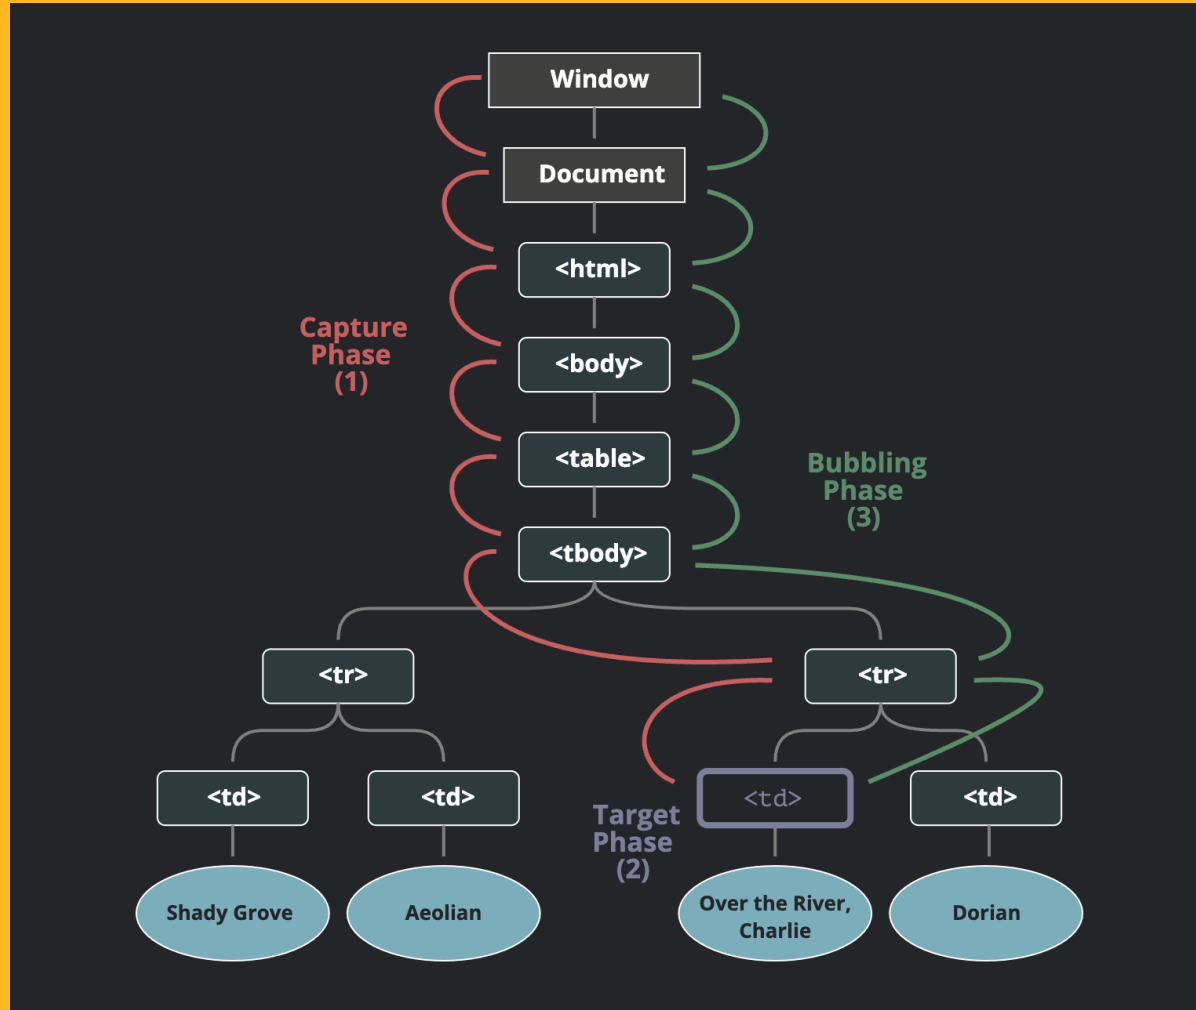 Window
Document
<html>
Capture
Phase
(1)
<body>
<table>
Bubbling
Phase
(3)
<tbody>
<tr>
<tr>
<td>
<td>
<td>
<td>
Target
Phase
(2)
Shady Grove
Aeolian
Over the River,
Charlie
Dorian